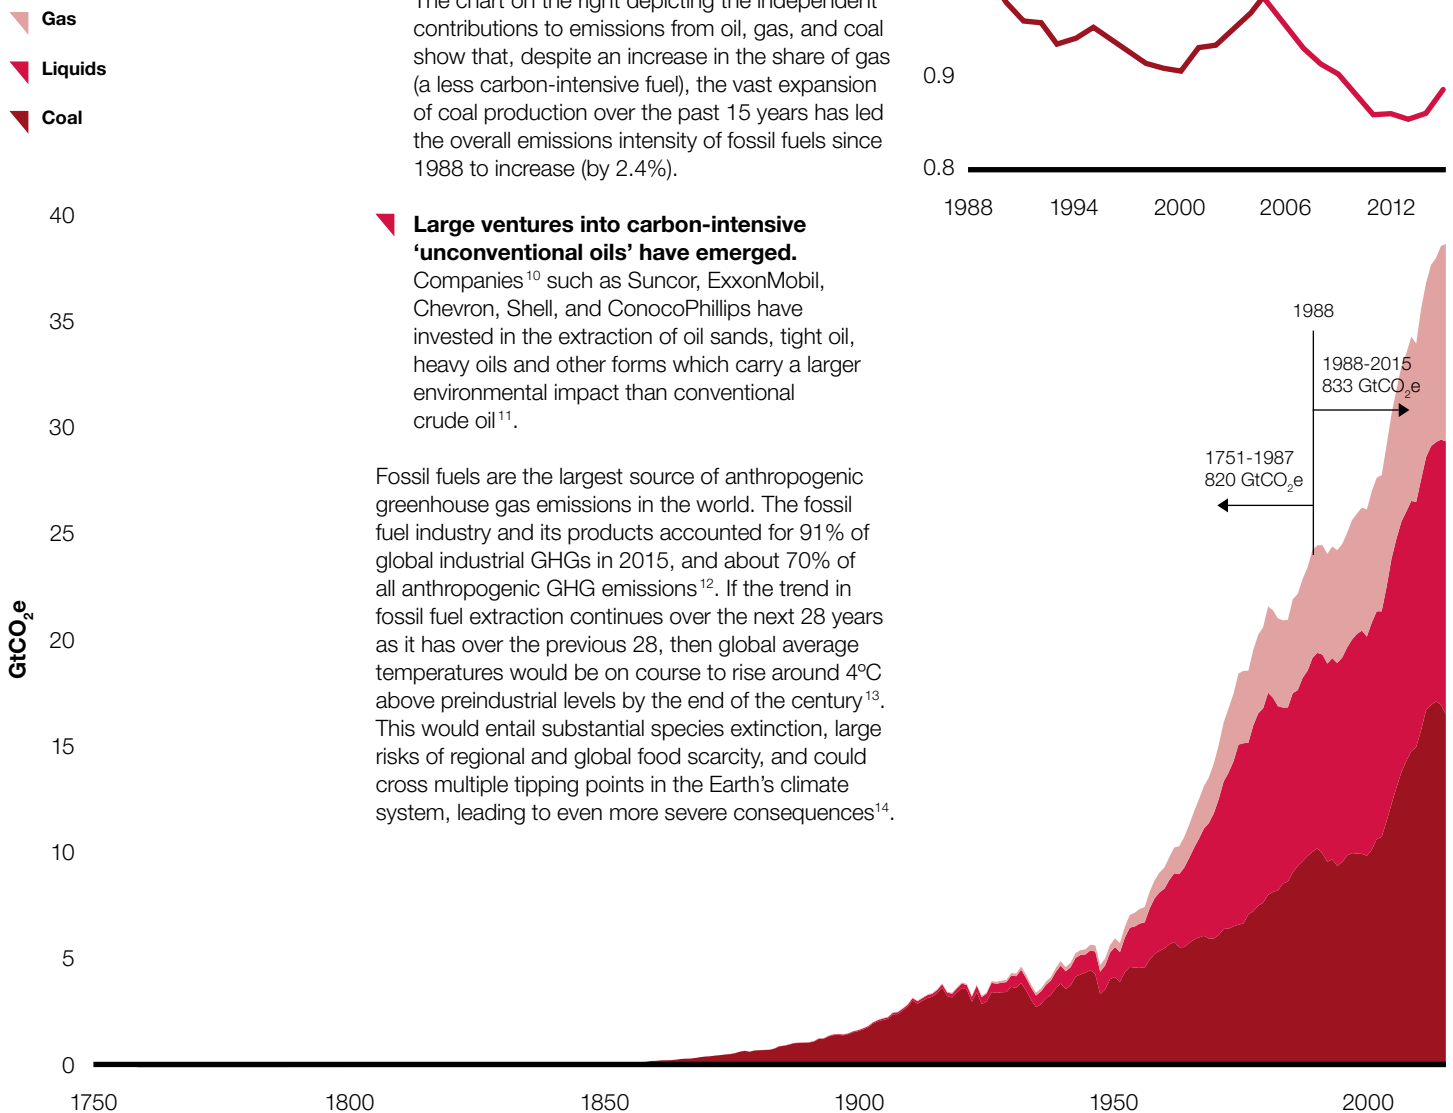 Gas
Liquids
Coal
The chart on the right depicting the independent
contributions to emissions from oil, gas, and coal
show that, despite an increase in the share of gas
(a less carbon-intensive fuel), the vast expansion
of coal production over the past 15 years has led
the overall emissions intensity of fossil fuels since
1988 to increase (by 2.4%).
Large ventures into carbon-intensive
‘unconventional oils’ have emerged.
Companies¹⁰ such as Suncor, ExxonMobil,
Chevron, Shell, and ConocoPhillips have
invested in the extraction of oil sands, tight oil,
heavy oils and other forms which carry a larger
environmental impact than conventional
crude oil¹¹.
Fossil fuels are the largest source of anthropogenic
greenhouse gas emissions in the world. The fossil
fuel industry and its products accounted for 91% of
global industrial GHGs in 2015, and about 70% of
all anthropogenic GHG emissions¹². If the trend in
fossil fuel extraction continues over the next 28 years
as it has over the previous 28, then global average
temperatures would be on course to rise around 4ºC
above preindustrial levels by the end of the century¹³.
This would entail substantial species extinction, large
risks of regional and global food scarcity, and could
cross multiple tipping points in the Earth’s climate
system, leading to even more severe consequences¹⁴.
0.9
0.8
1988 1994 2000 2006 2012
1988
1988-2015
833 GtCO₂e
1751-1987
820 GtCO₂e
GtCO₂e
40
35
30
25
20
15
10
5
0
1750 1800 1850 1900 1950 2000